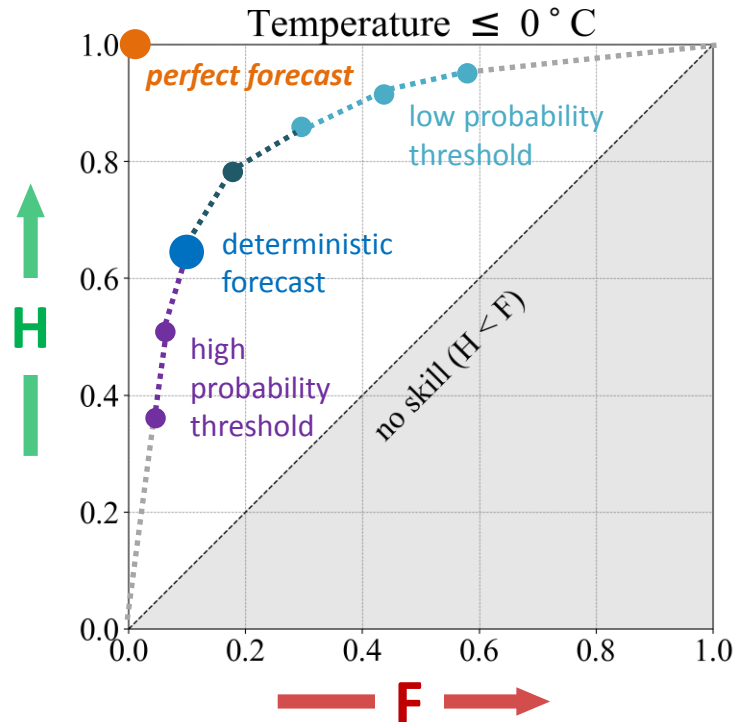 Temperature ≤ 0°C
1.0
perfect forecast
low probability
threshold
0.8
deterministic
forecast
0.6
H
no skill (H < F)
high
probability
threshold
0.4
0.2
0.0
0.0 0.2 0.4 0.6 0.8 1.0
F